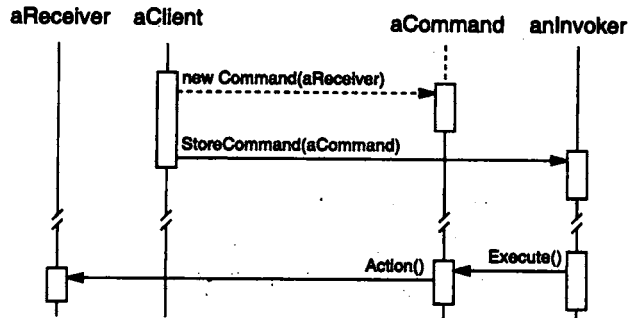 aReceiver aClient aCommand anInvoker
new Command(aReceiver)
StoreCommand(aCommand)
Action() Execute()